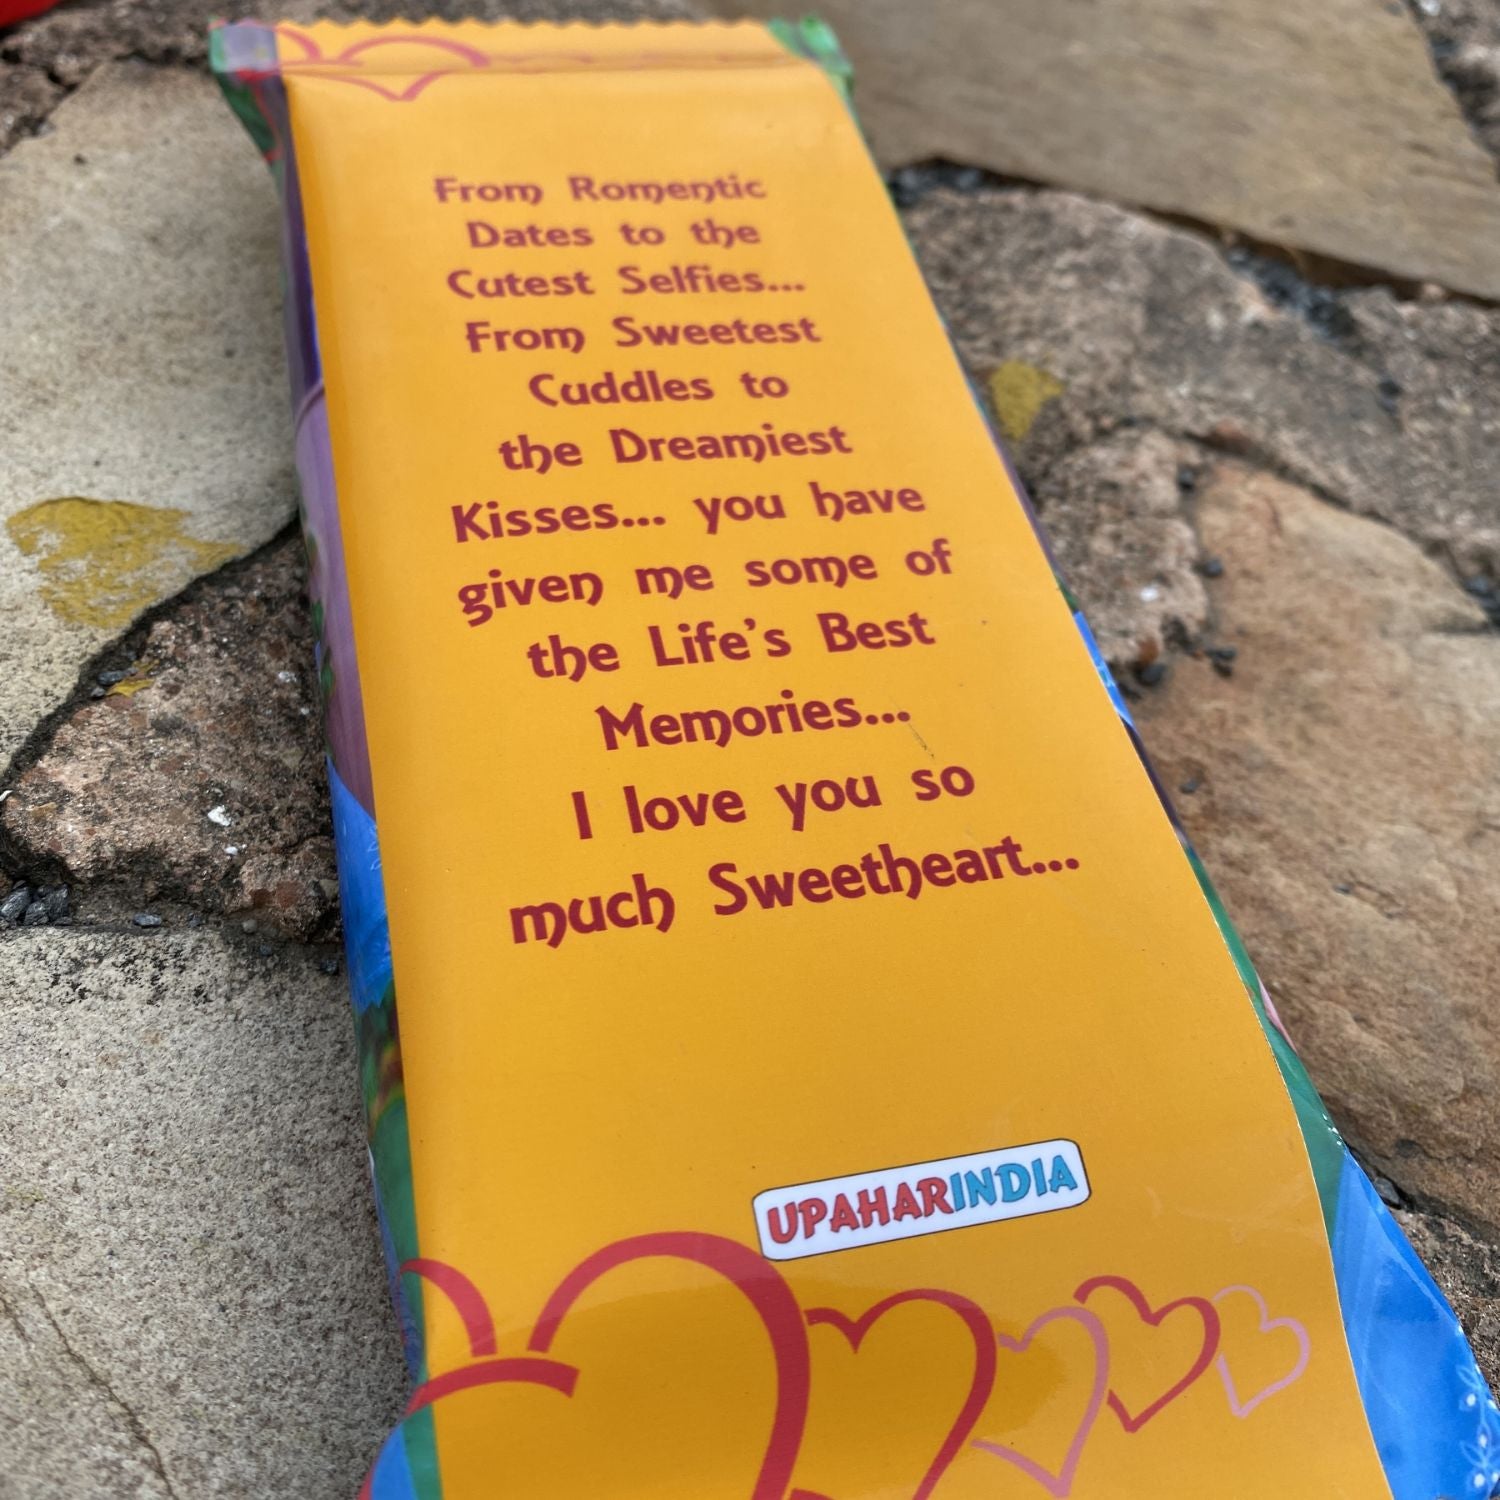 From Romentic
Dates to the
Cutest Selfies...
From Sweetest
Cuddles to
the Dreamiest
Kisses... you have
given me some of
the Life's Best
Memories...
I love you so
much Sweetheart...
UPAHARINDIA